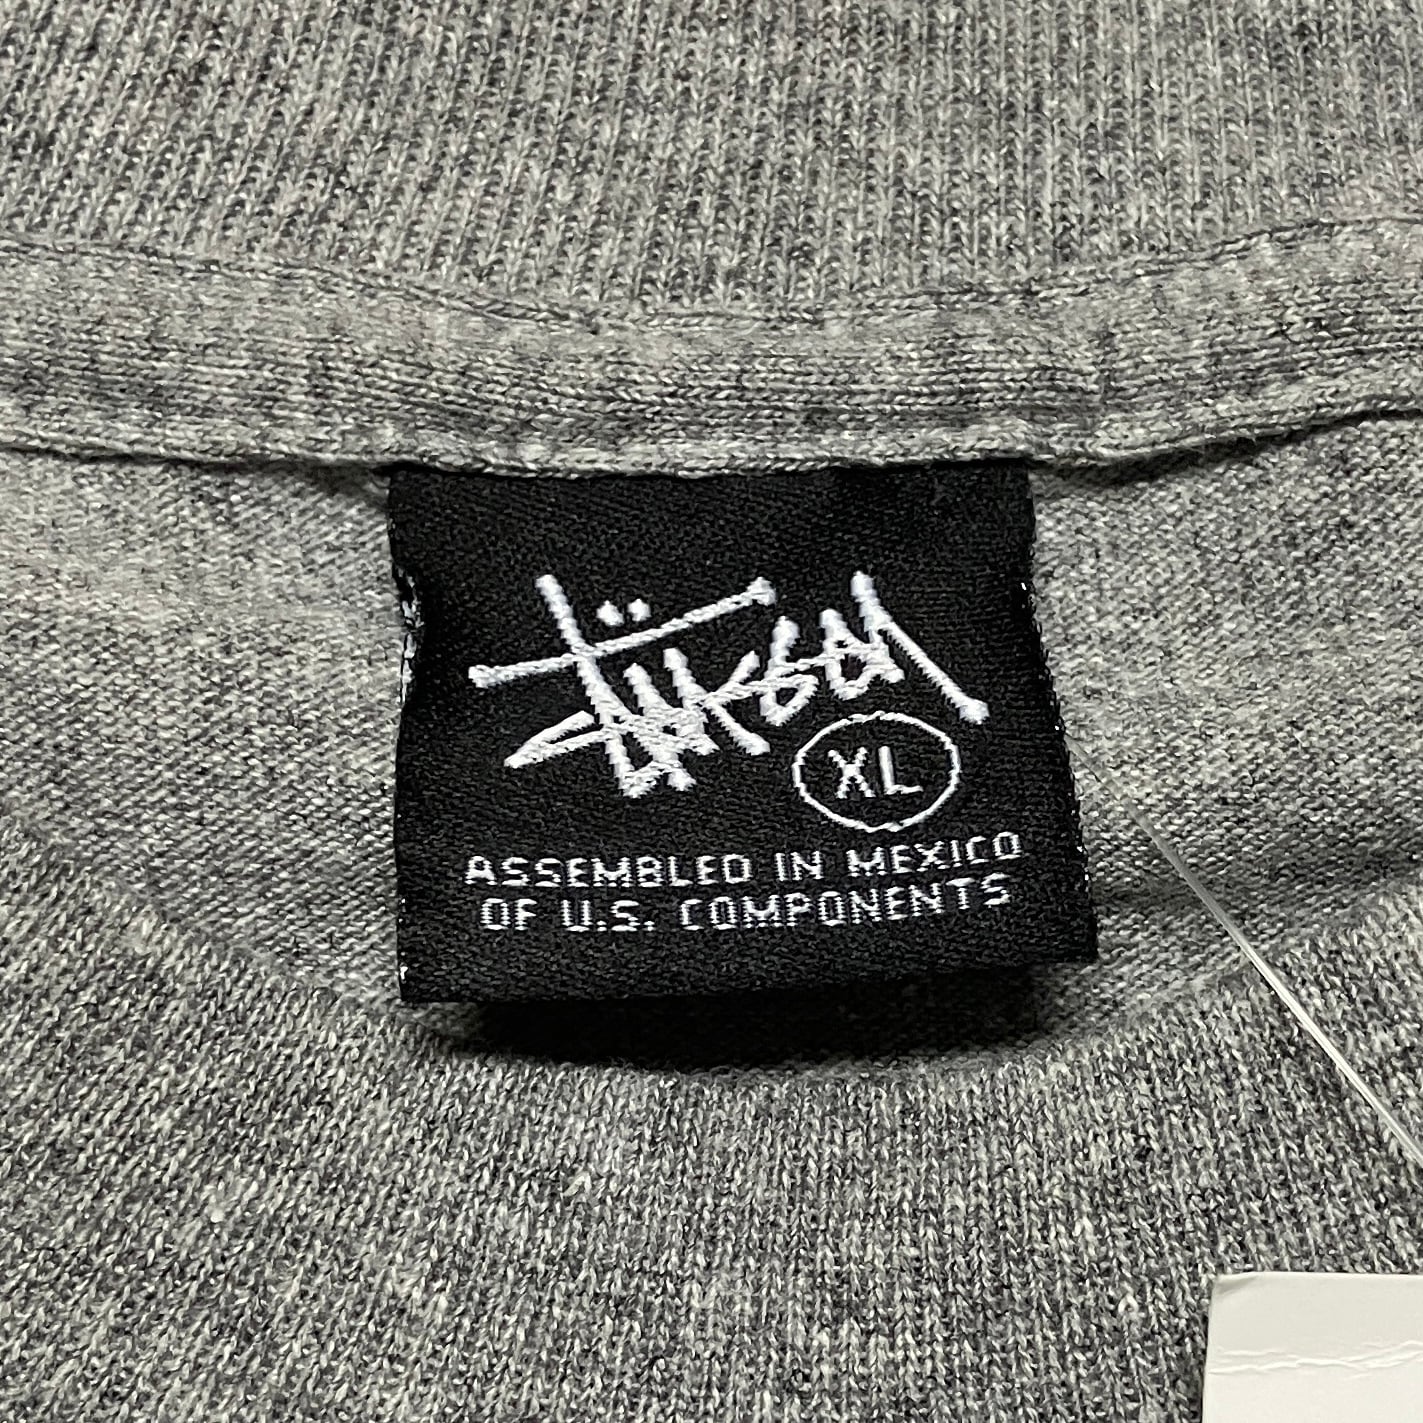 Stüssy
XL
ASSEMBLED IN MEXICO
OF U.S. COMPONENTS